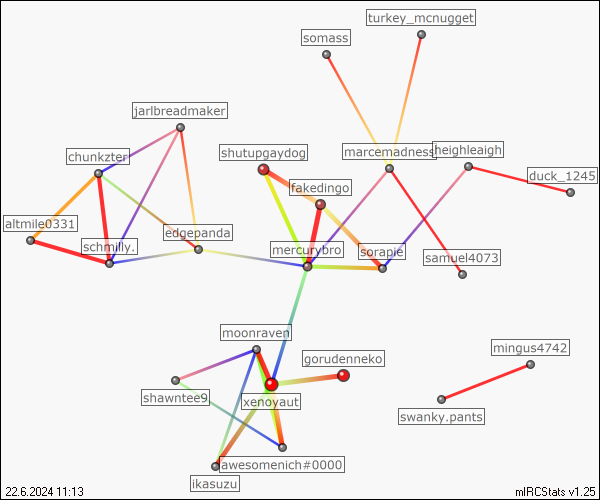 turkey_mcnugget
somass
jarlbreadmaker
chunkzter
shutupgaydog
marcemadness
heighleaigh
fakedingo
duck_1245
altmile0331
edgepanda
schmilly.
mercurybro
sorapie
samuel4073
moonraven
gorudenneko
mingus4742
shawntee9
xenoyaut
swanky.pants
awesomenich#0000
ikasuzu
22.6.2024 11:13
mIRCStats v1.25